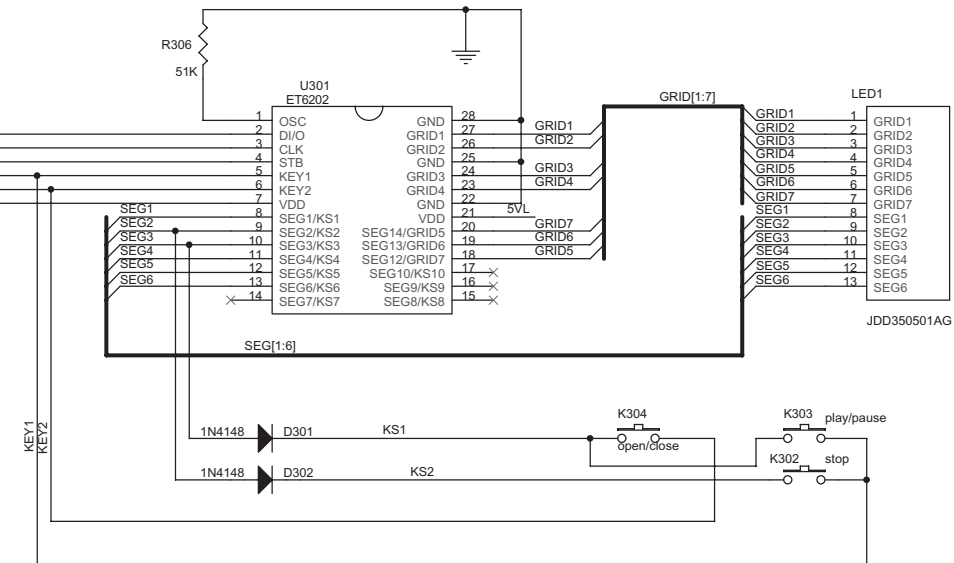 R306
51K
U301
ET6202
1 OSC GND 28
2 DI/O GRID1 27 GRID1
3 CLK GRID2 26 GRID2
4 STB GND 25
5 KEY1 GRID3 24 GRID3
6 KEY2 GRID4 23 GRID4
7 VDD GND 22
SEG1 8 SEG1/KS1 VDD 21 5VL
SEG2 9 SEG2/KS2 SEG14/GRID5 20 GRID7
SEG3 10 SEG3/KS3 SEG13/GRID6 19 GRID6
SEG4 11 SEG4/KS4 SEG12/GRID7 18 GRID5
SEG5 12 SEG5/KS5 SEG10/KS10 17
SEG6 13 SEG6/KS6 SEG9/KS9 16
14 SEG7/KS7 SEG8/KS8 15
GRID[1:7]
LED1
GRID1 1 GRID1
GRID2 2 GRID2
GRID3 3 GRID3
GRID4 4 GRID4
GRID5 5 GRID5
GRID6 6 GRID6
GRID7 7 GRID7
SEG1 8 SEG1
SEG2 9 SEG2
SEG3 10 SEG3
SEG4 11 SEG4
SEG5 12 SEG5
SEG6 13 SEG6
JDD350501AG
SEG[1:6]
KEY1
KEY2
1N4148 D301 KS1
K304
open/close
K303
play/pause
1N4148 D302 KS2
K302
stop